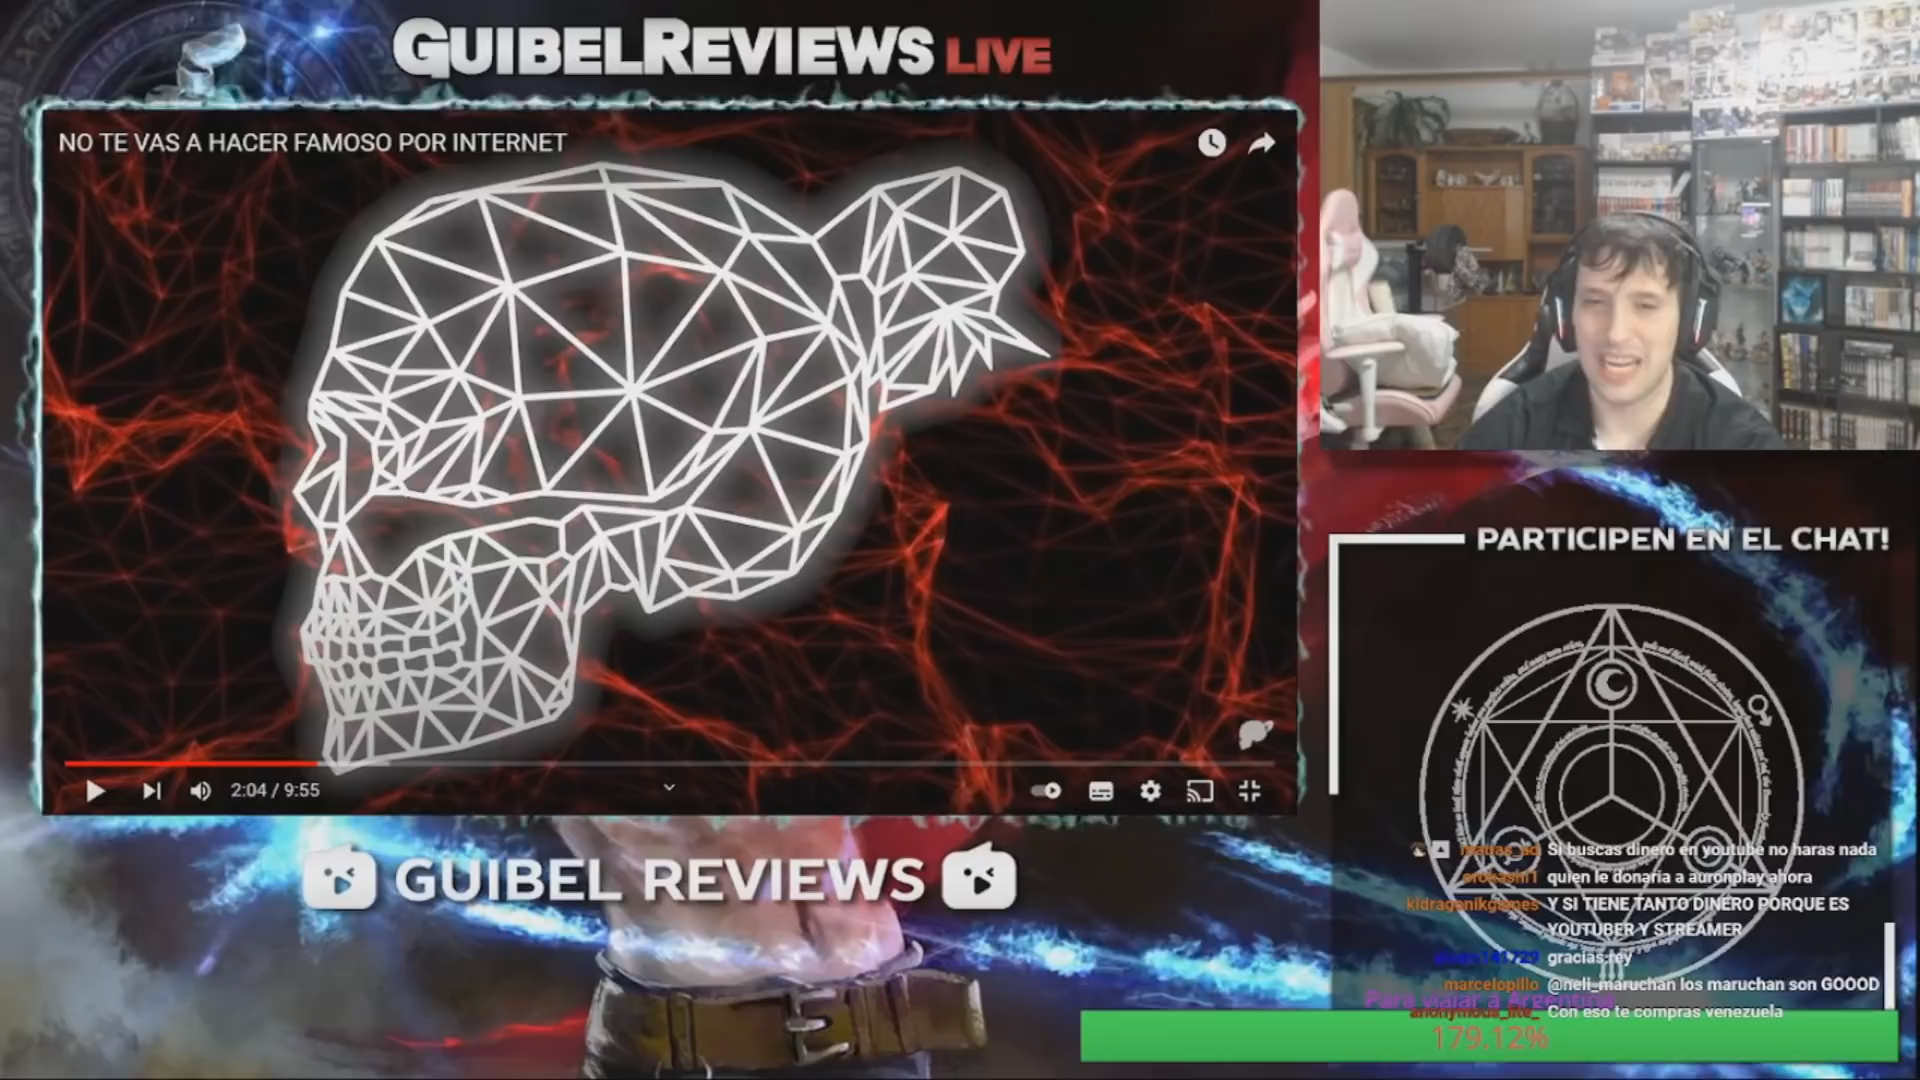 GUIBELREVIEWS LIVE
NO TE VAS A HACER FAMOSO POR INTERNET
2:04 / 9:55
GUIBEL REVIEWS
PARTICIPEN EN EL CHAT!
Si buscas dinero en youtube no haras nada
quien le donaria a auronplay ahora
kidragonikgames Y SI TIENE TANTO DINERO PORQUE ES
YOUTUBER Y STREAMER
gracias rey
marcelopillo @neli_maruchan los maruchan son GOOOD
Para viajar a Argentina
Con eso te compras venezuela
179.12%